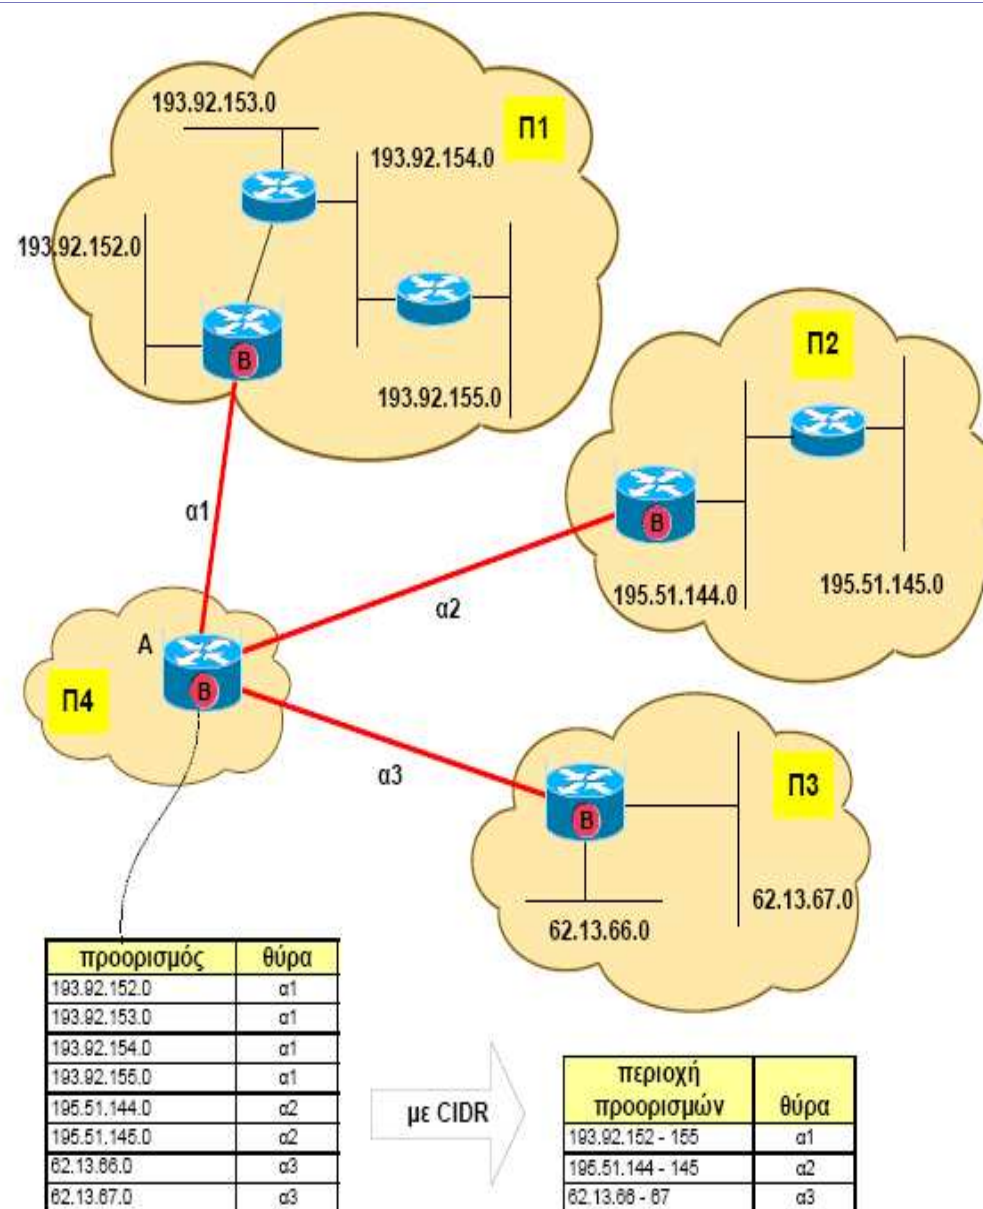 193.92.153.0
Π1
193.92.154.0
193.92.152.0
B
193.92.155.0
Π2
B
195.51.144.0
195.51.145.0
α1
α2
A
B
Π4
α3
Π3
B
62.13.67.0
62.13.66.0
προορισμός θύρα
193.92.152.0 α1
193.92.153.0 α1
193.92.154.0 α1
193.92.155.0 α1
195.51.144.0 α2
195.51.145.0 α2
62.13.66.0 α3
62.13.67.0 α3
με CIDR
περιοχή
προορισμών θύρα
193.92.152 - 155 α1
195.51.144 - 145 α2
62.13.66 - 67 α3